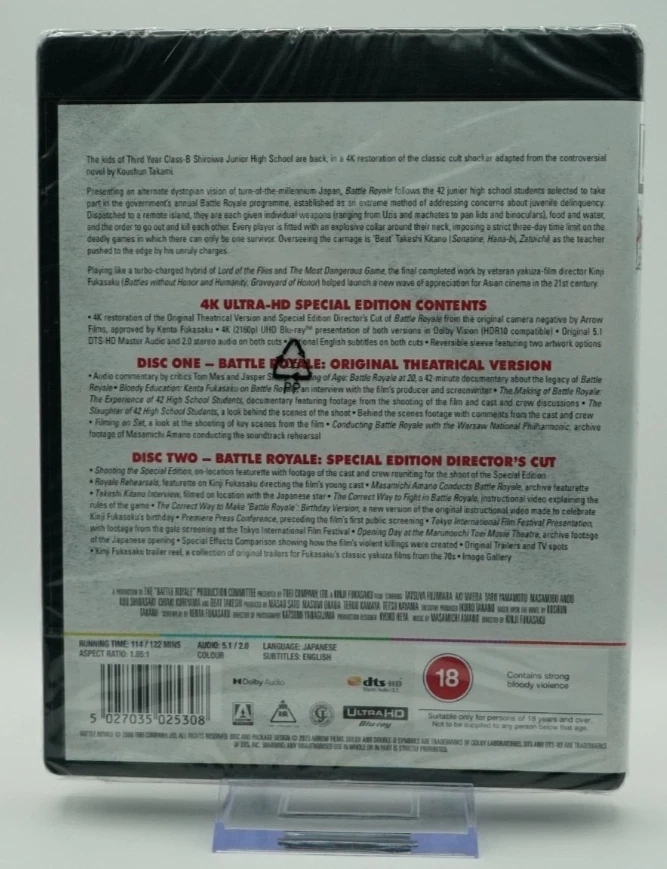 The kids of Third Year Class-B Shiroiwa Junior High School are back, in a 4K restoration of the classic cult shocker adapted from the controversial
novel by Koushun Takami.
Presenting an alternate dystopian vision of turn-of-the-millennium Japan, Battle Royale follows the 42 junior high school students selected to take
part in the government's annual Battle Royale programme, established as an extreme method of addressing concerns about juvenile delinquency.
Dispatched to a remote island, they are each given individual weapons (ranging from Uzis and machetes to pan lids and binoculars), food and water,
and the order to go out and kill each other. Every player is fitted with an explosive collar around their neck, imposing a strict three-day time limit on the
deadly games in which there can only be one survivor. Overseeing the carnage is 'Beat' Takeshi Kitano (Sonatine, Hana-bi, Zatoichi) as the teacher
pushed to the edge by his unruly charges.
Playing like a turbo-charged hybrid of Lord of the Flies and The Most Dangerous Game, the final completed work by veteran yakuza-film director Kinji
Fukasaku (Battles without Honor and Humanity, Graveyard of Honor) helped launch a new wave of appreciation for Asian cinema in the 21st century.
4K ULTRA-HD SPECIAL EDITION CONTENTS
• 4K restoration of the Original Theatrical Version and Special Edition Director's Cut of Battle Royale from the original camera negative by Arrow
Films, approved by Kenta Fukasaku • 4K (2160p) UHD Blu-ray™ presentation of both versions in Dolby Vision (HDR10 compatible) • Original 5.1
DTS-HD Master Audio and 2.0 stereo audio on both cuts • English subtitles on both cuts • Reversible sleeve featuring two artwork options
DISC ONE – BATTLE ROYALE: ORIGINAL THEATRICAL VERSION
• Audio commentary by critics Tom Mes and Jasper of Age: Battle Royale at 20, a 42-minute documentary about the legacy of Battle
Royale • Bloody Education: Kenta Fukasaku on Battle Royale, an interview with the film's producer and screenwriter • The Making of Battle Royale:
The Experience of 42 High School Students, documentary featuring footage from the shooting of the film and cast and crew discussions • The
Slaughter of 42 High School Students, a look behind the scenes of the shoot • Behind the scenes footage with comments from the cast and crew
• Filming on Set, a look at the shooting of key scenes from the film • Conducting Battle Royale with the Warsaw National Philharmonic, archive
footage of Masamichi Amano conducting the soundtrack rehearsal
PS
DISC TWO – BATTLE ROYALE: SPECIAL EDITION DIRECTOR'S CUT
• Shooting the Special Edition, on-location featurette with footage of the cast and crew reuniting for the shoot of the Special Edition
• Royale Rehearsals, featurette on Kinji Fukasaku directing the film's young cast • Masamichi Amano Conducts Battle Royale, archive featurette
• Takeshi Kitano Interview, filmed on location with the Japanese star • The Correct Way to Fight in Battle Royale, instructional video explaining the
rules of the game • The Correct Way to Make 'Battle Royale': Birthday Version, a new version of the original instructional video made to celebrate
Kinji Fukasaku's birthday • Premiere Press Conference, preceding the film's first public screening • Tokyo International Film Festival Presentation,
with footage from the gala screening at the Tokyo International Film Festival • Opening Day at the Marunouchi Toei Movie Theatre, archive footage
of the Japanese opening • Special Effects Comparison showing how the film's violent killings were created • Original Trailers and TV spots
• Kinji Fukasaku trailer reel, a collection of original trailers for Fukasaku's classic yakuza films from the 70s • Image Gallery
RUNNING TIME: 114 / 122 MINS
ASPECT RATIO: 1.85:1
AUDIO: 5.1 / 2.0
COLOUR
LANGUAGE: JAPANESE
SUBTITLES: ENGLISH
5 027035 025308
Dolby Audio
dts-HD
ULTRA HD
Blu-ray
18
Contains strong
bloody violence
Suitable only for persons of 18 years and over.
Not to be supplied to any person below that age.